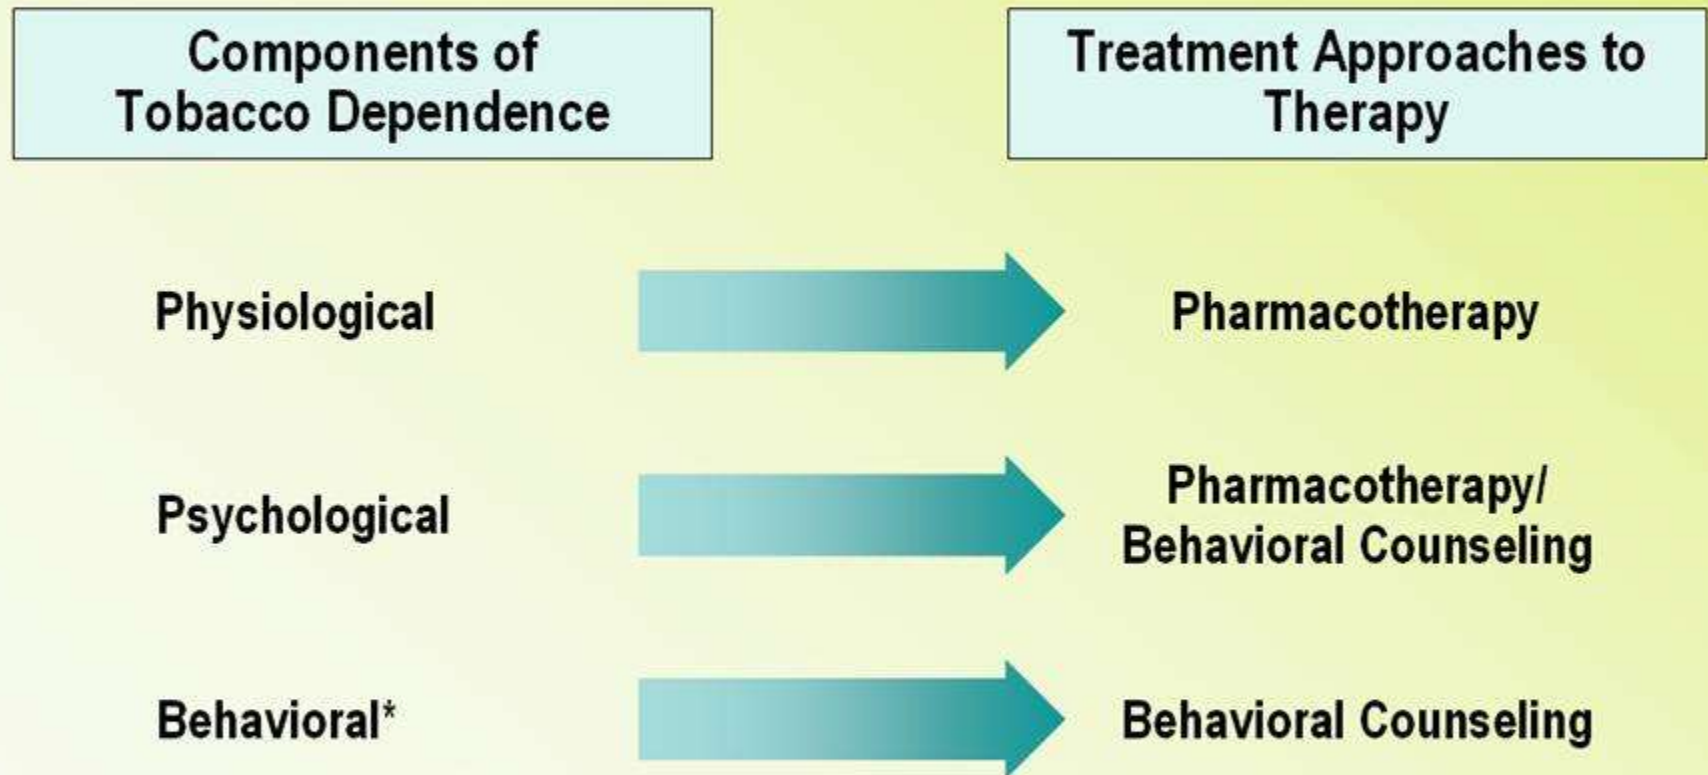 Components of
Tobacco Dependence
Treatment Approaches to
Therapy
Physiological
Pharmacotherapy
Psychological
Pharmacotherapy/
Behavioral Counseling
Behavioral*
Behavioral Counseling